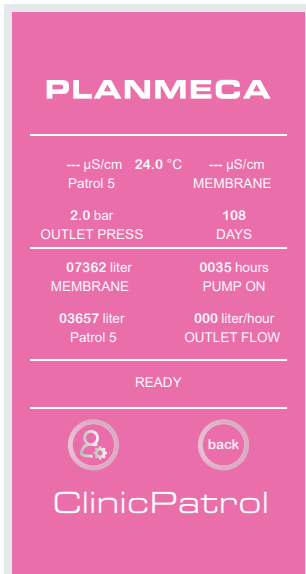 PLANMECA
--- µS/cm 24.0 °C --- µS/cm
Patrol 5 MEMBRANE
2.0 bar 108
OUTLET PRESS DAYS
07362 liter 0035 hours
MEMBRANE PUMP ON
03657 liter 000 liter/hour
Patrol 5 OUTLET FLOW
READY
back
ClinicPatrol